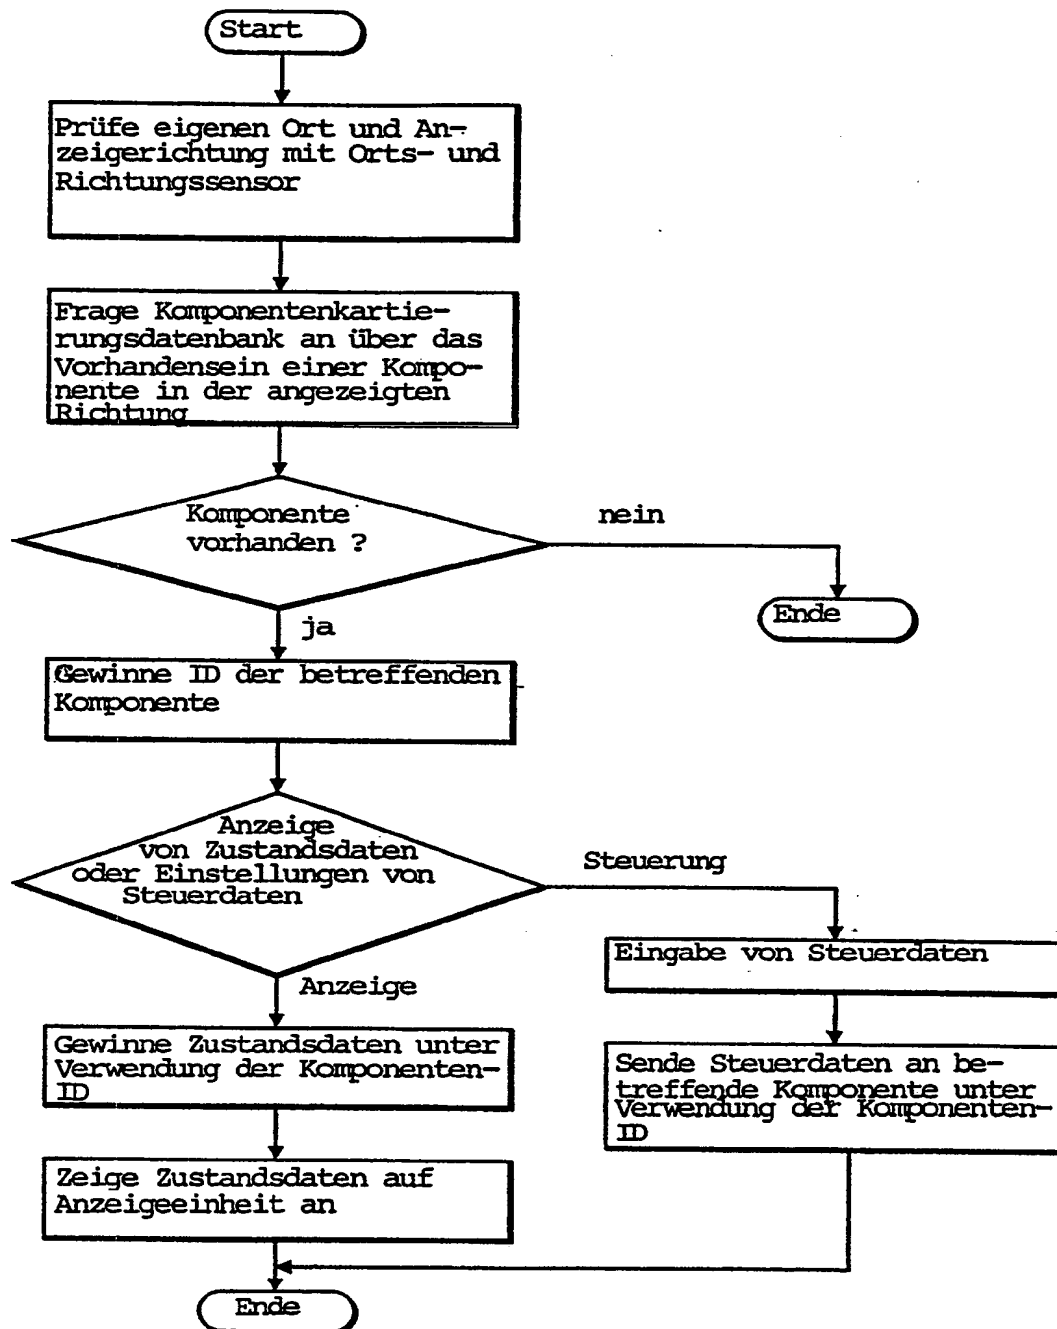 Start
Prüfe eigenen Ort und An-
zeigerichtung mit Orts- und
Richtungssensor
Frage Komponentenkartie-
rungsdatenbank an über das
Vorhandensein einer Kompo-
nente in der angezeigten
Richtung
Komponente
vorhanden ?
nein
Ende
ja
Gewinne ID der betreffenden
Komponente
Anzeige
von Zustandsdaten
oder Einstellungen von
Steuerdaten
Steuerung
Eingabe von Steuerdaten
Sende Steuerdaten an be-
treffende Komponente unter
Verwendung der Komponenten-
ID
Anzeige
Gewinne Zustandsdaten unter
Verwendung der Komponenten-
ID
Zeige Zustandsdaten auf
Anzeigeeinheit an
Ende